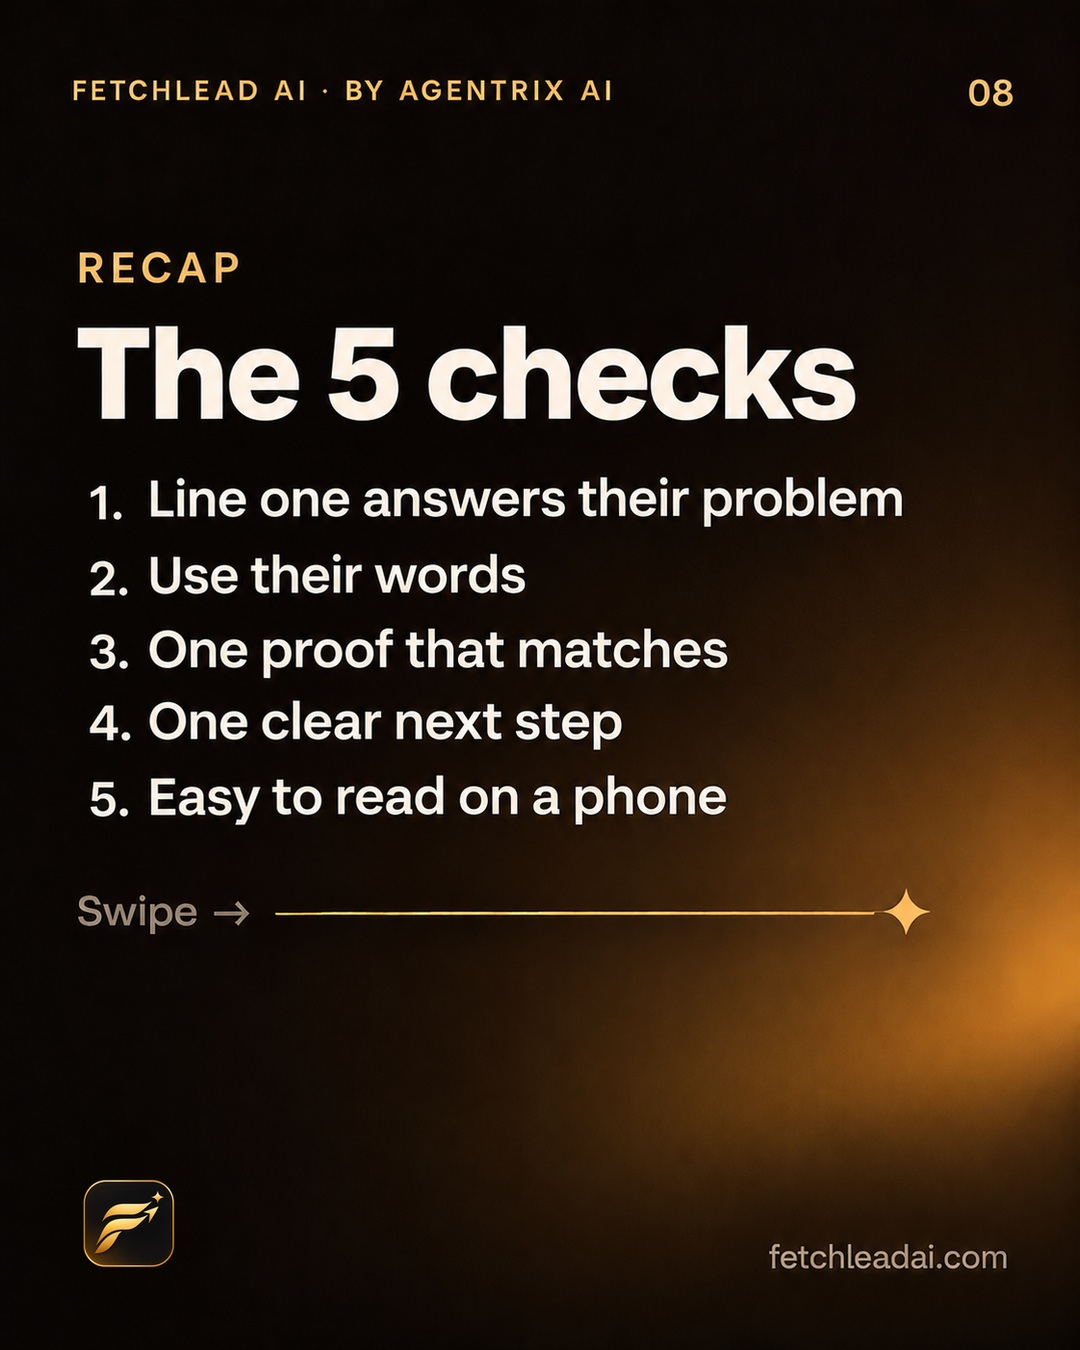 FETCHLEAD AI · BY AGENTRIX AI
08
RECAP
The 5 checks
1. Line one answers their problem
2. Use their words
3. One proof that matches
4. One clear next step
5. Easy to read on a phone
Swipe →
fetchleadai.com